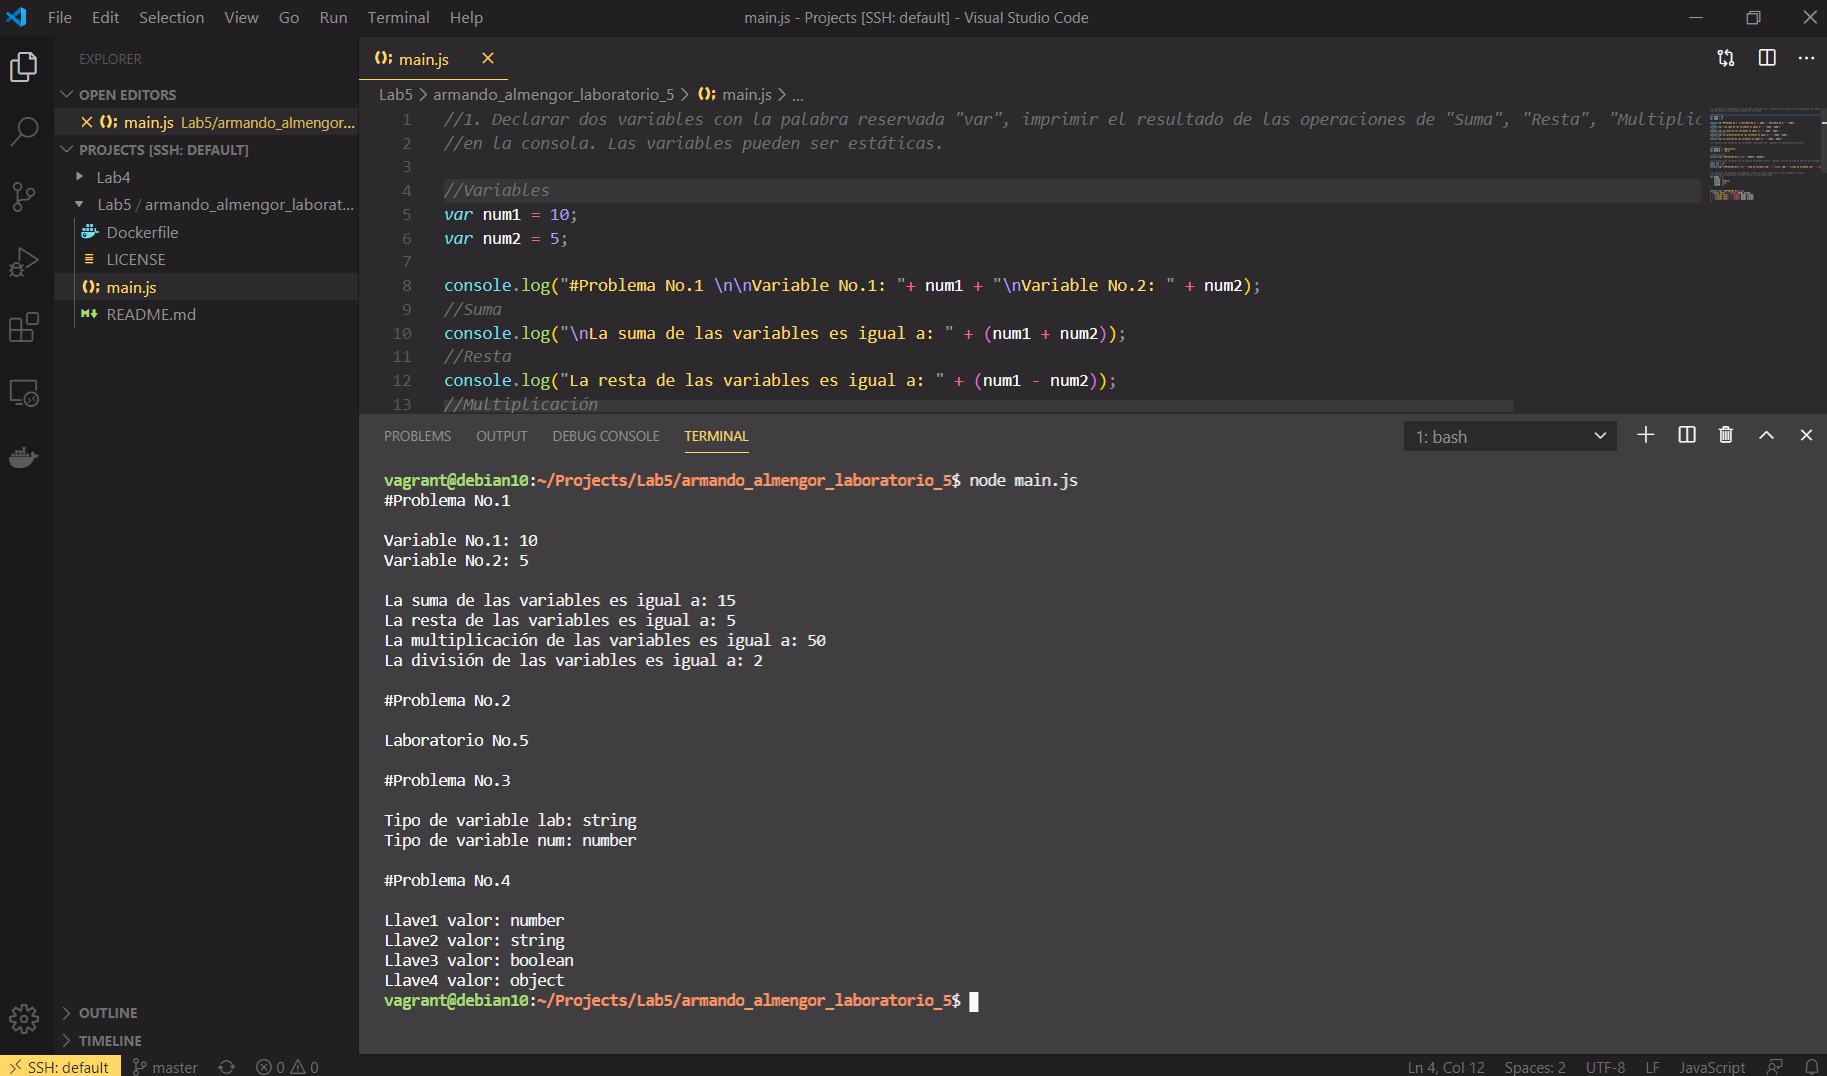 File Edit Selection View Go Run Terminal Help
main.js - Projects [SSH: default] - Visual Studio Code
EXPLORER
OPEN EDITORS
main.js Lab5/armando_almengor...
PROJECTS [SSH: DEFAULT]
Lab4
Lab5 / armando_almengor_laborat...
Dockerfile
LICENSE
main.js
README.md
OUTLINE
TIMELINE
main.js
Lab5 > armando_almengor_laboratorio_5 > main.js > ...
1 //1. Declarar dos variables con la palabra reservada "var", imprimir el resultado de las operaciones de "Suma", "Resta", "Multiplic
2 //en la consola. Las variables pueden ser estáticas.
3
4 //Variables
5 var num1 = 10;
6 var num2 = 5;
7
8 console.log("#Problema No.1 \n\nVariable No.1: "+ num1 + "\nVariable No.2: " + num2);
9 //Suma
10 console.log("\nLa suma de las variables es igual a: " + (num1 + num2));
11 //Resta
12 console.log("La resta de las variables es igual a: " + (num1 - num2));
13 //Multiplicación
PROBLEMS OUTPUT DEBUG CONSOLE TERMINAL
1: bash
vagrant@debian10:~/Projects/Lab5/armando_almengor_laboratorio_5$ node main.js
#Problema No.1
Variable No.1: 10
Variable No.2: 5
La suma de las variables es igual a: 15
La resta de las variables es igual a: 5
La multiplicación de las variables es igual a: 50
La división de las variables es igual a: 2
#Problema No.2
Laboratorio No.5
#Problema No.3
Tipo de variable lab: string
Tipo de variable num: number
#Problema No.4
Llave1 valor: number
Llave2 valor: string
Llave3 valor: boolean
Llave4 valor: object
vagrant@debian10:~/Projects/Lab5/armando_almengor_laboratorio_5$
SSH: default master 0 0
Ln 4, Col 12 Spaces: 2 UTF-8 LF JavaScript